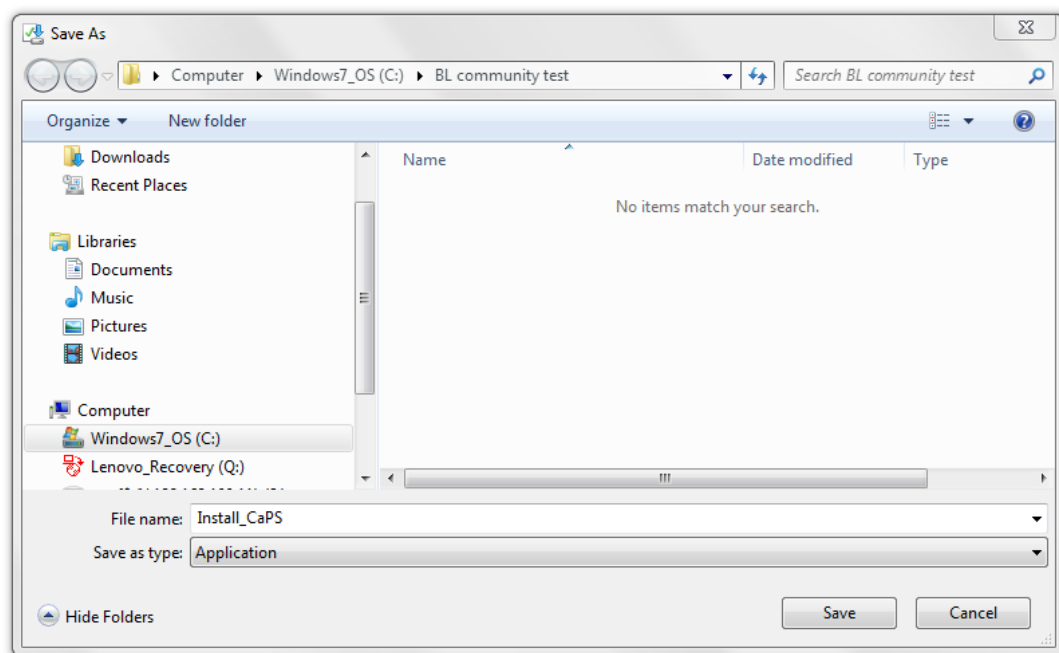 Save As
Computer Windows7_OS (C:) BL community test
Search BL community test
Organize New folder
Name Date modified Type
Downloads
Recent Places
No items match your search.
Libraries
Documents
Music
Pictures
Videos
Computer
Windows7_OS (C:)
Lenovo_Recovery (Q:)
File name: Install_CaPS
Save as type: Application
Hide Folders
Save Cancel